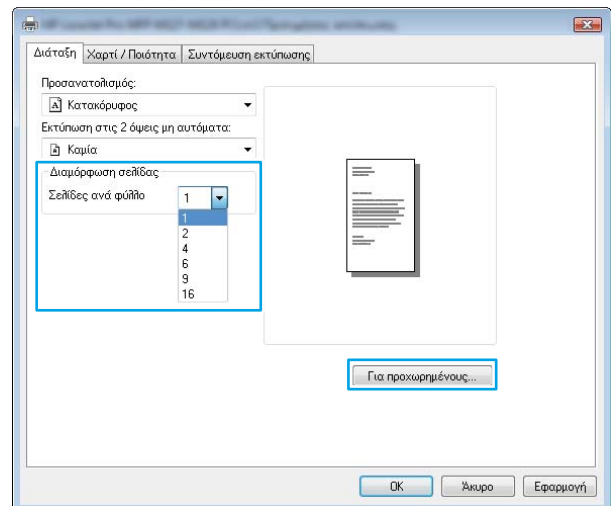 Διάταξη Χαρτί / Ποιότητα Συντόμευση εκτύπωσης
Προσανατολισμός:
Κατακόρυφος
Εκτύπωση στις 2 όψεις μη αυτόματα:
Καμία
Διαμόρφωση σελίδας
Σελίδες ανά φύλλο 1
1
2
4
6
9
16
Για προχωρημένους...
OK Άκυρο Εφαρμογή